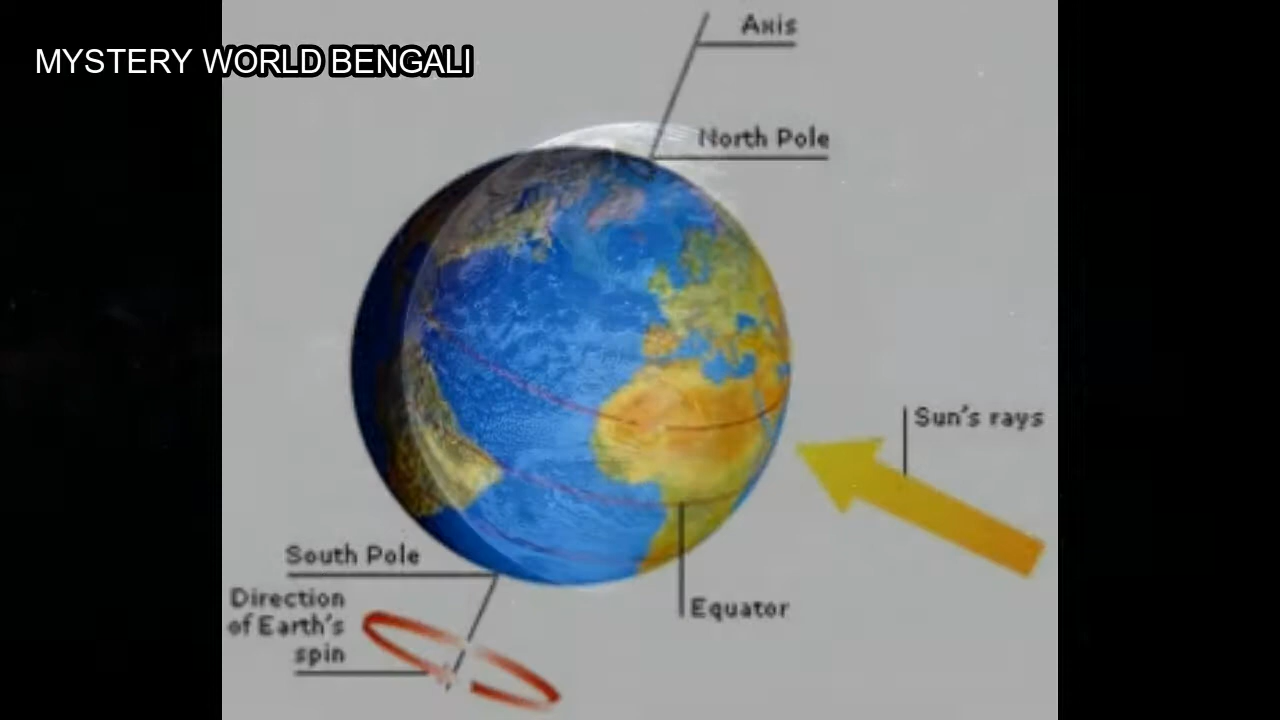 MYSTERY WORLD BENGALI
Axis
North Pole
Sun's rays
South Pole
Direction
of Earth's
spin
Equator